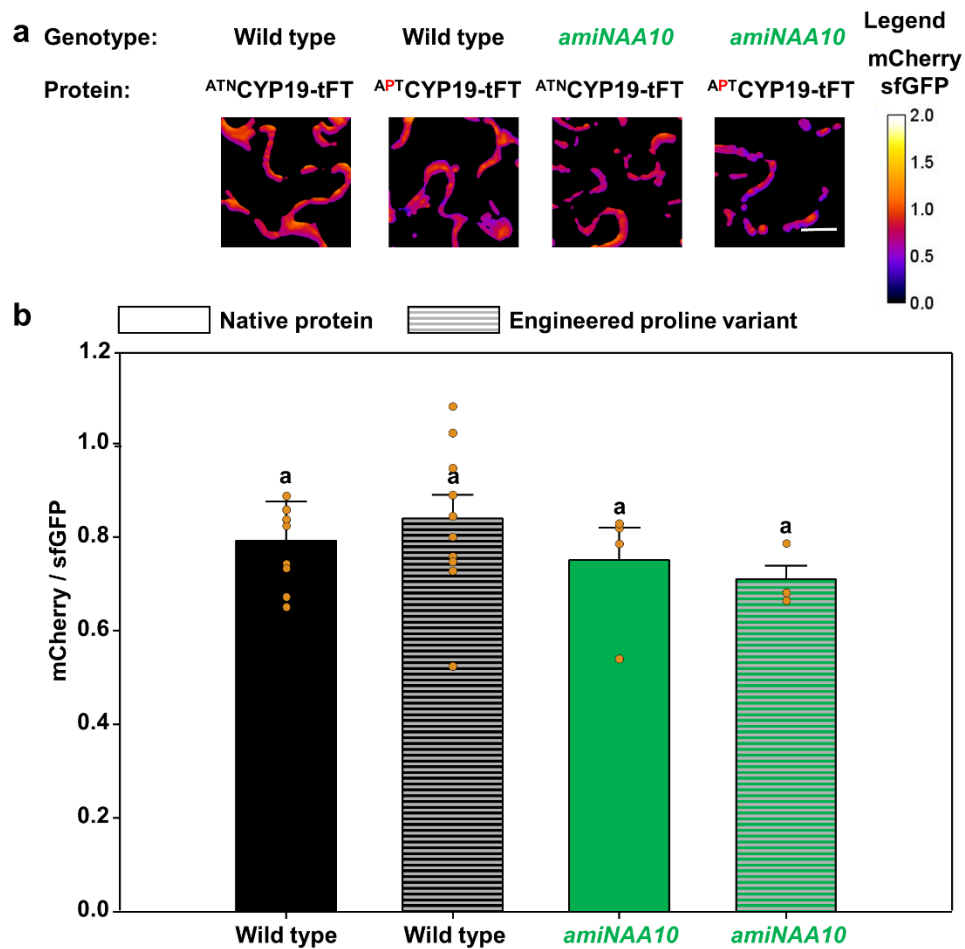 a Genotype: Wild type Wild type amiNAA10 amiNAA10 Legend
Protein: ATNCYP19-tFT APTCYP19-tFT ATNCYP19-tFT APTCYP19-tFT mCherry
sfGFP
2.0
1.5
1.0
0.5
0.0
b Native protein Engineered proline variant
1.2
1.0
0.8
0.6
0.4
0.2
0.0
mCherry / sfGFP
a a a a
Wild type Wild type amiNAA10 amiNAA10